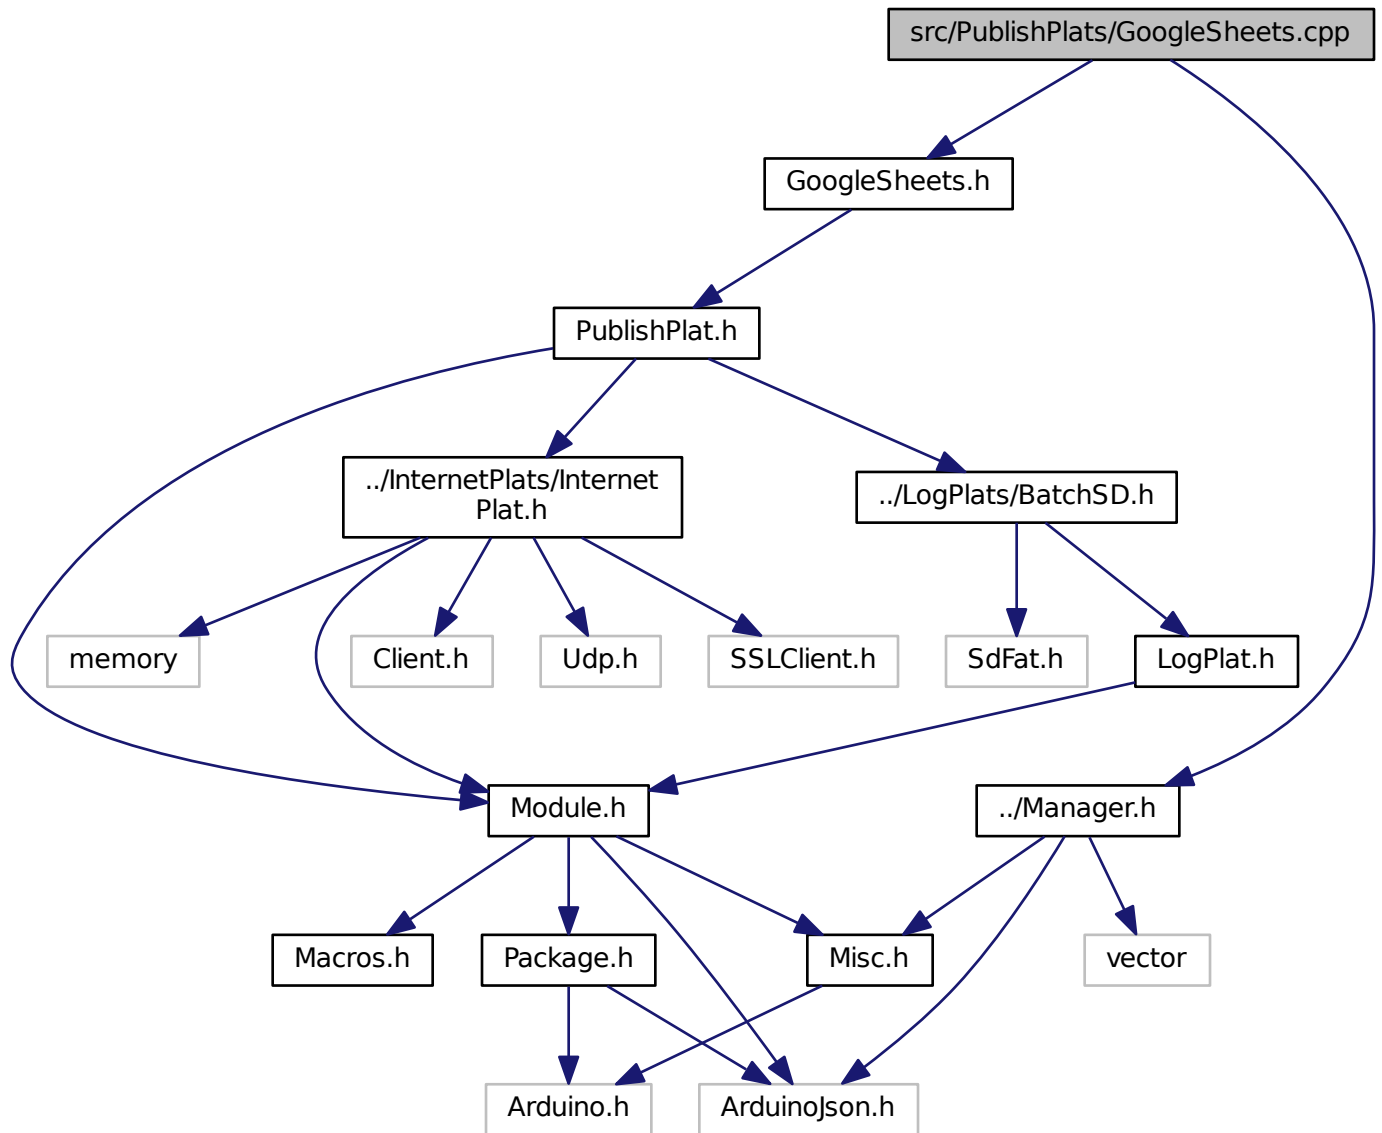 src/PublishPlats/GoogleSheets.cpp
GoogleSheets.h
PublishPlat.h
../InternetPlats/Internet
Plat.h
../LogPlats/BatchSD.h
memory
Client.h
Udp.h
SSLClient.h
SdFat.h
LogPlat.h
Module.h
../Manager.h
Macros.h
Package.h
Misc.h
vector
Arduino.h
ArduinoJson.h